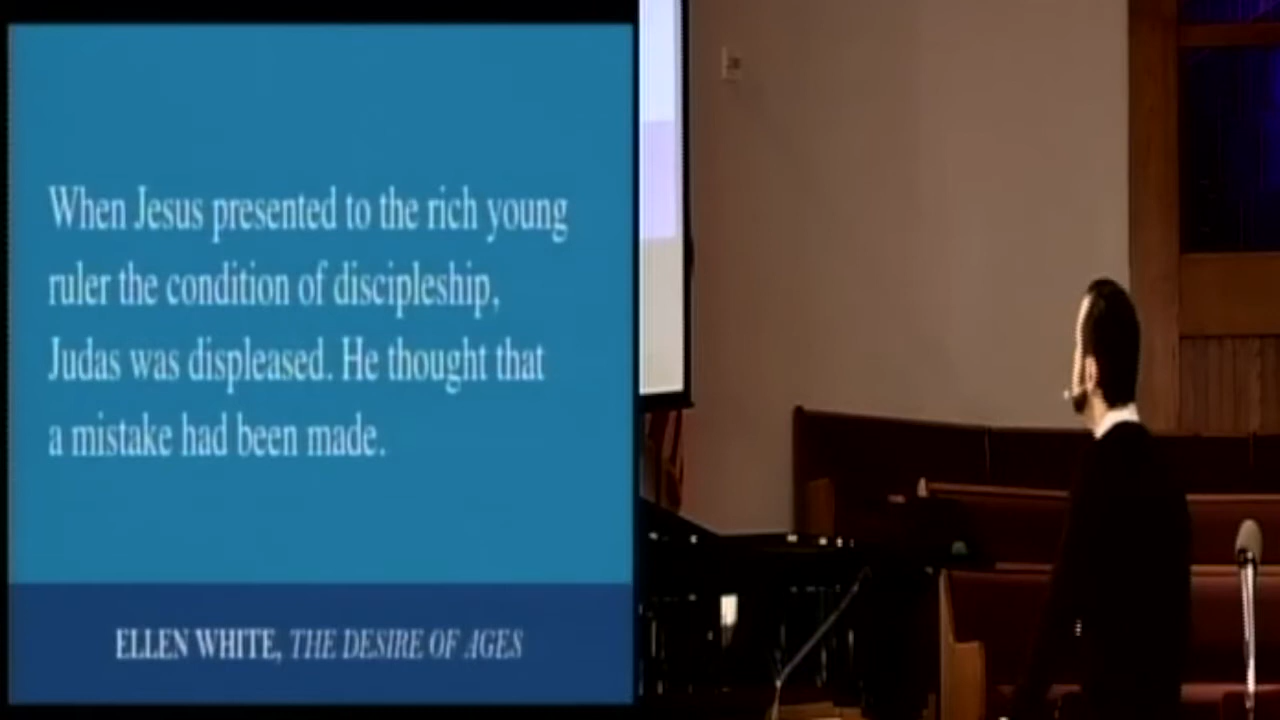 When Jesus presented to the rich young
ruler the condition of discipleship,
Judas was displeased. He thought that
a mistake had been made.
ELLEN WHITE, THE DESIRE OF AGES